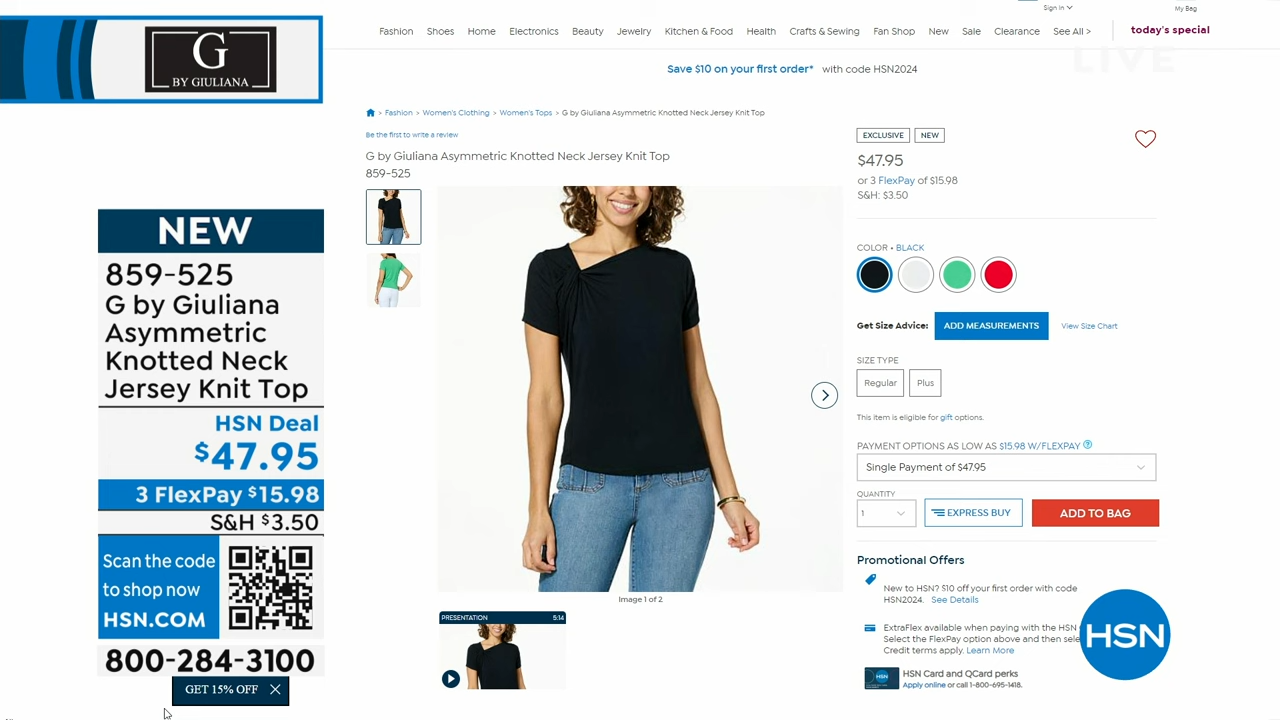 Sign In
My Bag
G
BY GIULIANA
Fashion Shoes Home Electronics Beauty Jewelry Kitchen & Food Health Crafts & Sewing Fan Shop New Sale Clearance See All > today's special
LIVE
Save $10 on your first order* with code HSN2024
> Fashion > Women's Clothing > Women's Tops > G by Giuliana Asymmetric Knotted Neck Jersey Knit Top
Be the first to write a review
G by Giuliana Asymmetric Knotted Neck Jersey Knit Top
859-525
EXCLUSIVE NEW
$47.95
or 3 FlexPay of $15.98
S&H: $3.50
COLOR • BLACK
Get Size Advice: ADD MEASUREMENTS View Size Chart
SIZE TYPE
Regular Plus
This item is eligible for gift options.
PAYMENT OPTIONS AS LOW AS $15.98 W/FLEXPAY ?
Single Payment of $47.95
QUANTITY
1 EXPRESS BUY ADD TO BAG
Promotional Offers
New to HSN? $10 off your first order with code
HSN2024. See Details
ExtraFlex available when paying with the HSN
Select the FlexPay option above and then sele
Credit terms apply. Learn More
HSN
HSN Card and QCard perks
Apply online or call 1-800-695-1418.
HSN
Image 1 of 2
PRESENTATION 5:14
NEW
859-525
G by Giuliana
Asymmetric
Knotted Neck
Jersey Knit Top
HSN Deal
$47.95
3 FlexPay $15.98
S&H $3.50
Scan the code
to shop now
HSN.COM
800-284-3100
GET 15% OFF